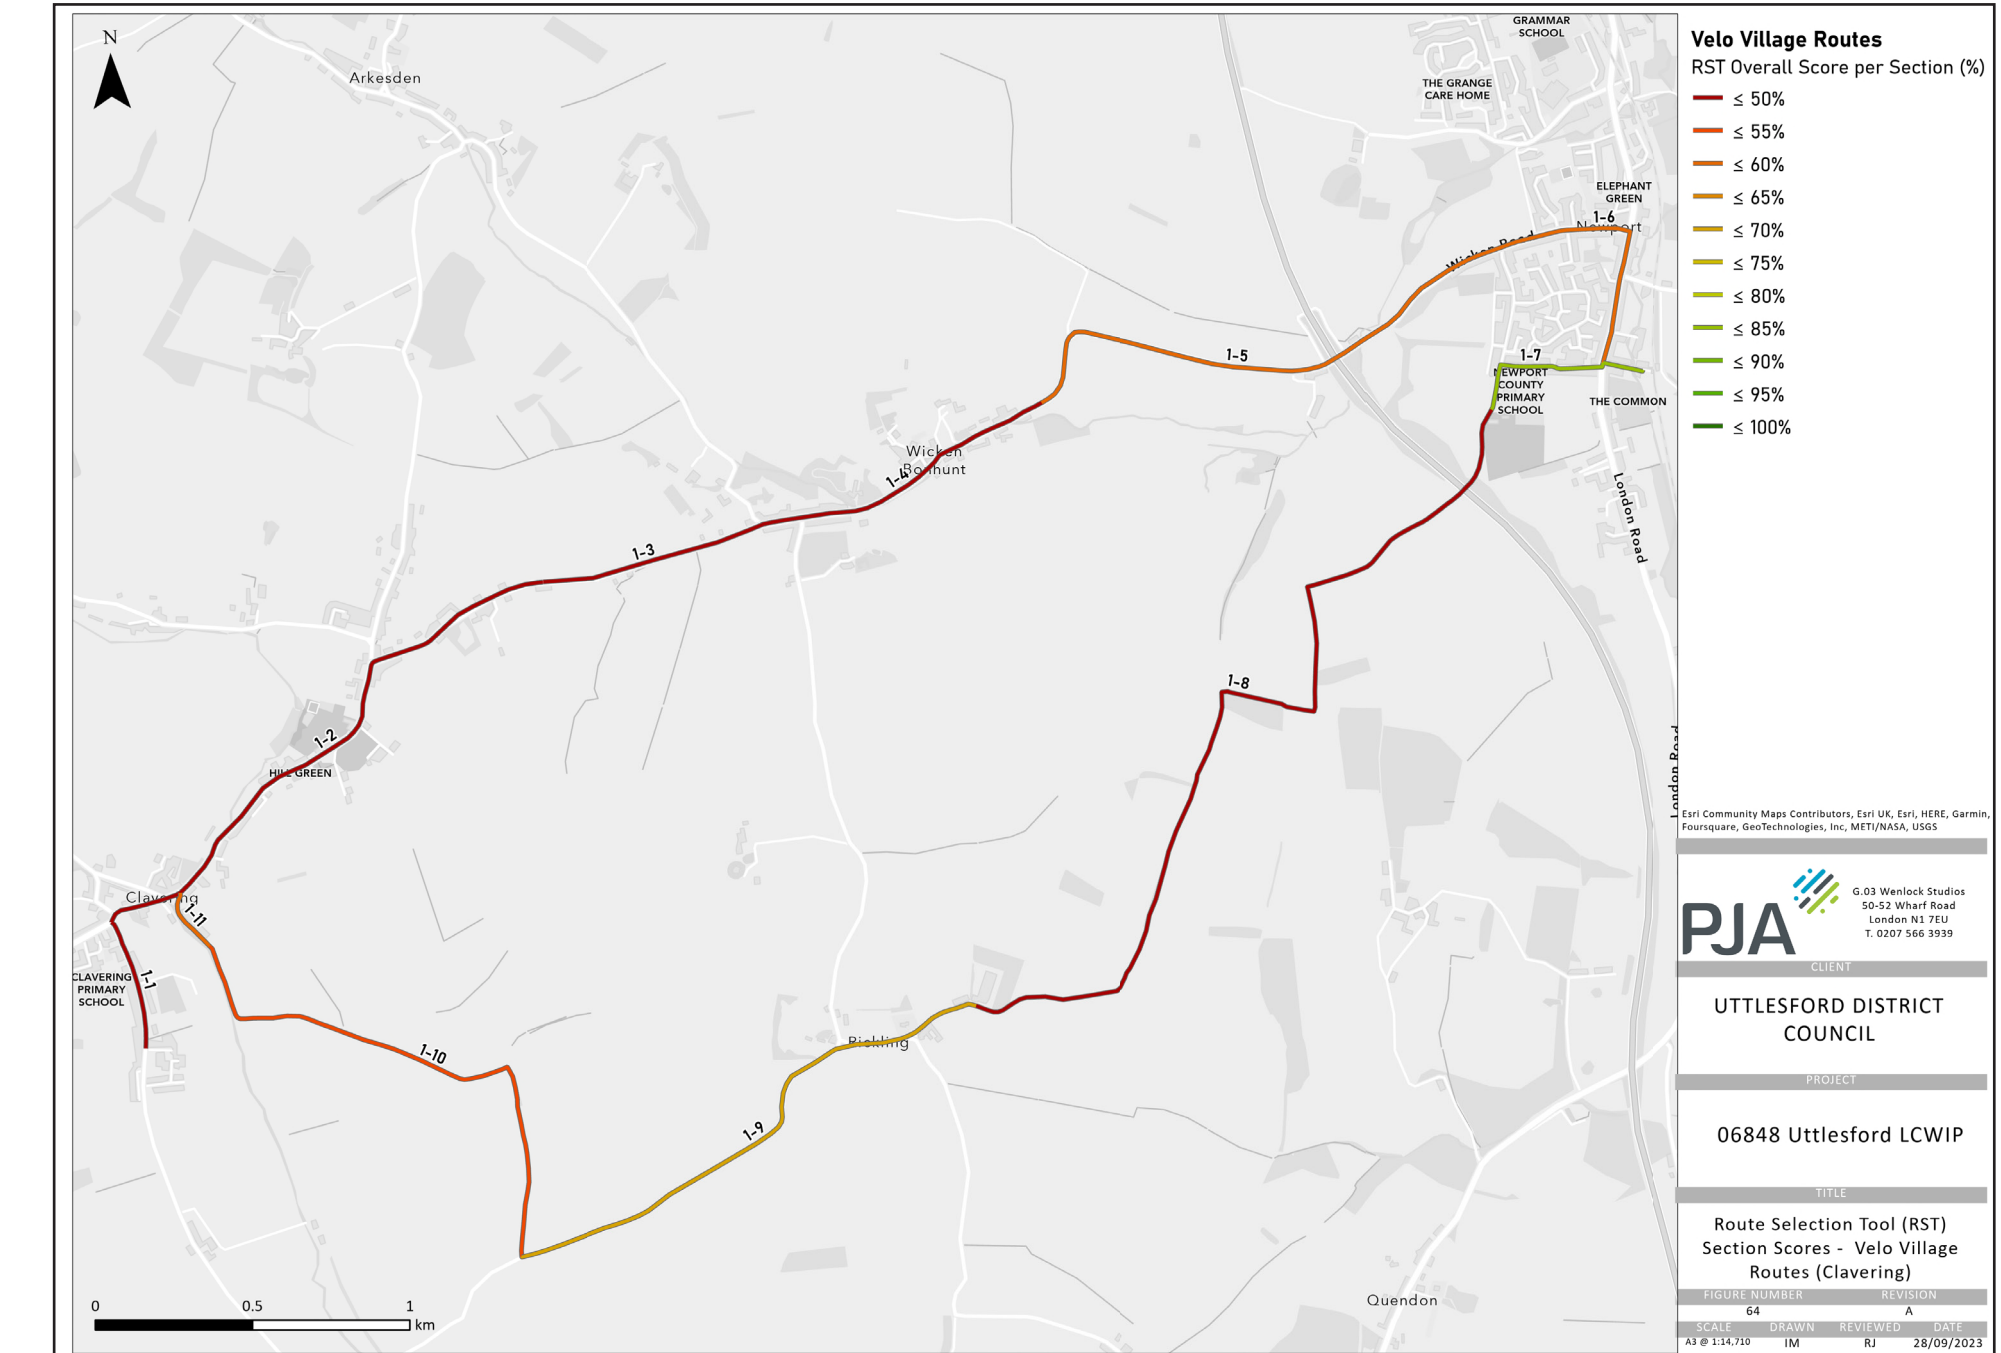 N
Arkesden
GRAMMAR
SCHOOL
THE GRANGE
CARE HOME
ELEPHANT
GREEN
1-6
Newport
Wicken Road
1-5
1-7
NEWPORT
COUNTY
PRIMARY
SCHOOL
THE COMMON
Wicken
Bonhunt
1-4
London Road
1-3
1-8
1-2
HILL GREEN
London Road
Clavering
1-11
CLAVERING
PRIMARY
SCHOOL
1-1
1-10
Rickling
1-9
Quendon
0 0.5 1
km
Velo Village Routes
RST Overall Score per Section (%)
≤ 50%
≤ 55%
≤ 60%
≤ 65%
≤ 70%
≤ 75%
≤ 80%
≤ 85%
≤ 90%
≤ 95%
≤ 100%
Esri Community Maps Contributors, Esri UK, Esri, HERE, Garmin,
Foursquare, GeoTechnologies, Inc, METI/NASA, USGS
PJA
G.03 Wenlock Studios
50-52 Wharf Road
London N1 7EU
T. 0207 566 3939
CLIENT
UTTLESFORD DISTRICT
COUNCIL
PROJECT
06848 Uttlesford LCWIP
TITLE
Route Selection Tool (RST)
Section Scores - Velo Village
Routes (Clavering)
FIGURE NUMBER REVISION
64 A
SCALE DRAWN REVIEWED DATE
A3 @ 1:14,710 IM RJ 28/09/2023